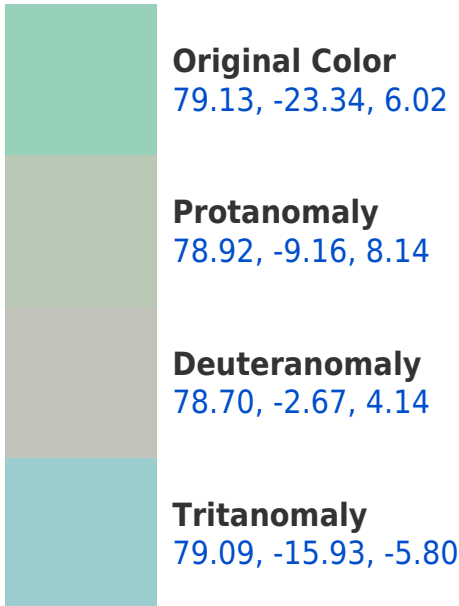 Original Color
79.13, -23.34, 6.02
Protanomaly
78.92, -9.16, 8.14
Deuteranomaly
78.70, -2.67, 4.14
Tritanomaly
79.09, -15.93, -5.80